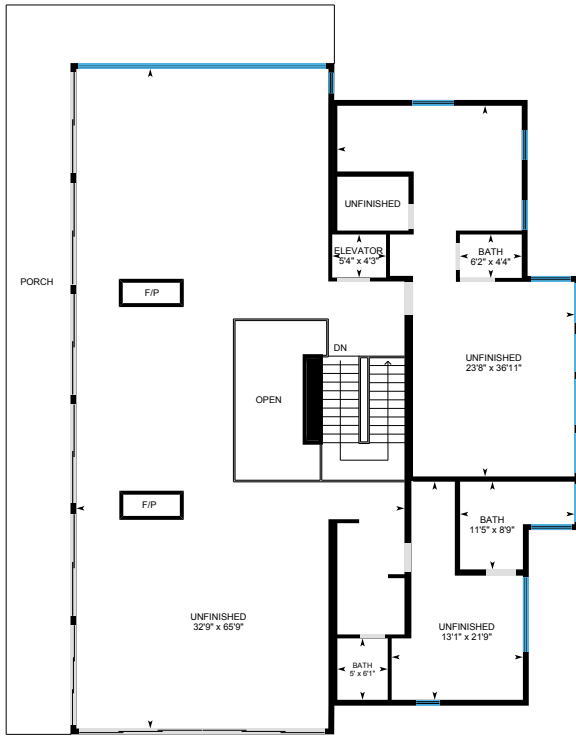 UNFINISHED
ELEVATOR
5'4" x 4'3"
BATH
6'2" x 4'4"
PORCH
F/P
DN
UNFINISHED
23'8" x 36'11"
OPEN
F/P
BATH
11'5" x 8'9"
UNFINISHED
32'9" x 65'9"
UNFINISHED
13'1" x 21'9"
BATH
5' x 6'1"